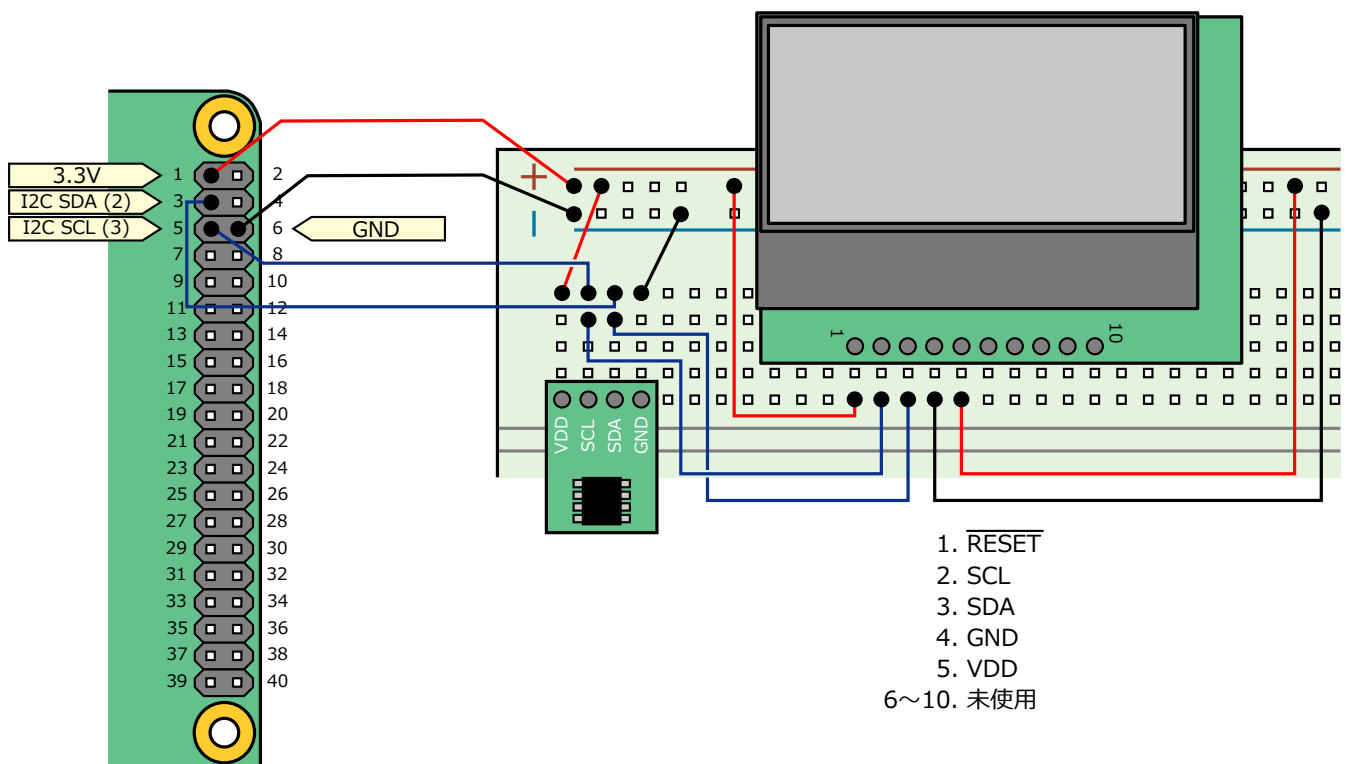 3.3V
I2C SDA (2)
I2C SCL (3)
GND
1 2
3 4
5 6
7 8
9 10
11 12
13 14
15 16
17 18
19 20
21 22
23 24
25 26
27 28
29 30
31 32
33 34
35 36
37 38
39 40
+
−
1 10
VDD
SCL
SDA
GND
1. RESET
2. SCL
3. SDA
4. GND
5. VDD
6～10. 未使用